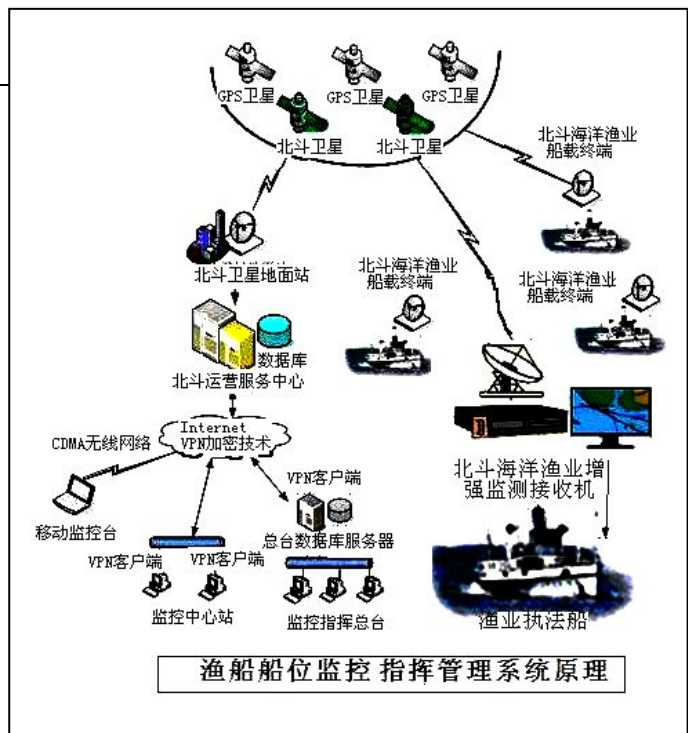 GPS卫星
GPS卫星
GPS卫星
北斗卫星
北斗卫星
北斗海洋渔业
船载终端
北斗卫星地面站
北斗海洋渔业
船载终端
北斗海洋渔业
船载终端
数据库
北斗运营服务中心
Internet
VPN加密技术
CDMA无线网络
移动监控台
VPN客户端
总台数据库服务器
VPN客户端
VPN客户端
监控中心站
监控指挥总台
北斗海洋渔业增
强监测接收机
渔业执法船
渔船船位监控 指挥管理系统原理